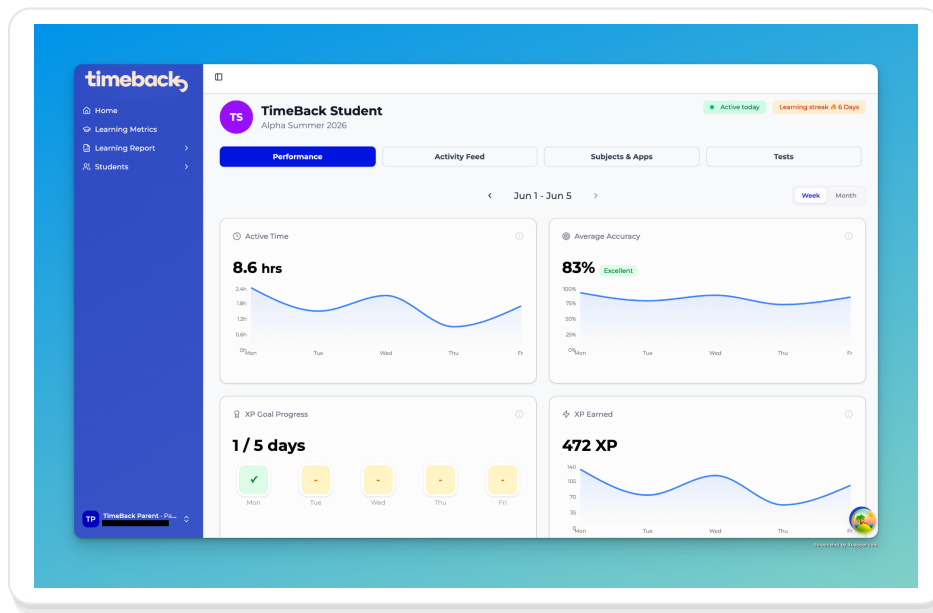 timeback
Home
Learning Metrics
Learning Report
Students
TP
TimeBack Parent - Pa...
TS
TimeBack Student
Alpha Summer 2026
Active today
Learning streak 🔥 6 Days
Performance
Activity Feed
Subjects & Apps
Tests
Jun 1 - Jun 5
Week
Month
Active Time
8.6 hrs
2.4h
1.8h
1.2h
0.6h
0h
Mon
Tue
Wed
Thu
Fr
Average Accuracy
83%
Excellent
100%
75%
50%
25%
0%
Mon
Tue
Wed
Thu
Fr
XP Goal Progress
1 / 5 days
✓
-
-
-
-
Mon
Tue
Wed
Thu
Fri
XP Earned
472 XP
140
105
70
35
0
Mon
Tue
Wed
Thu
Fr